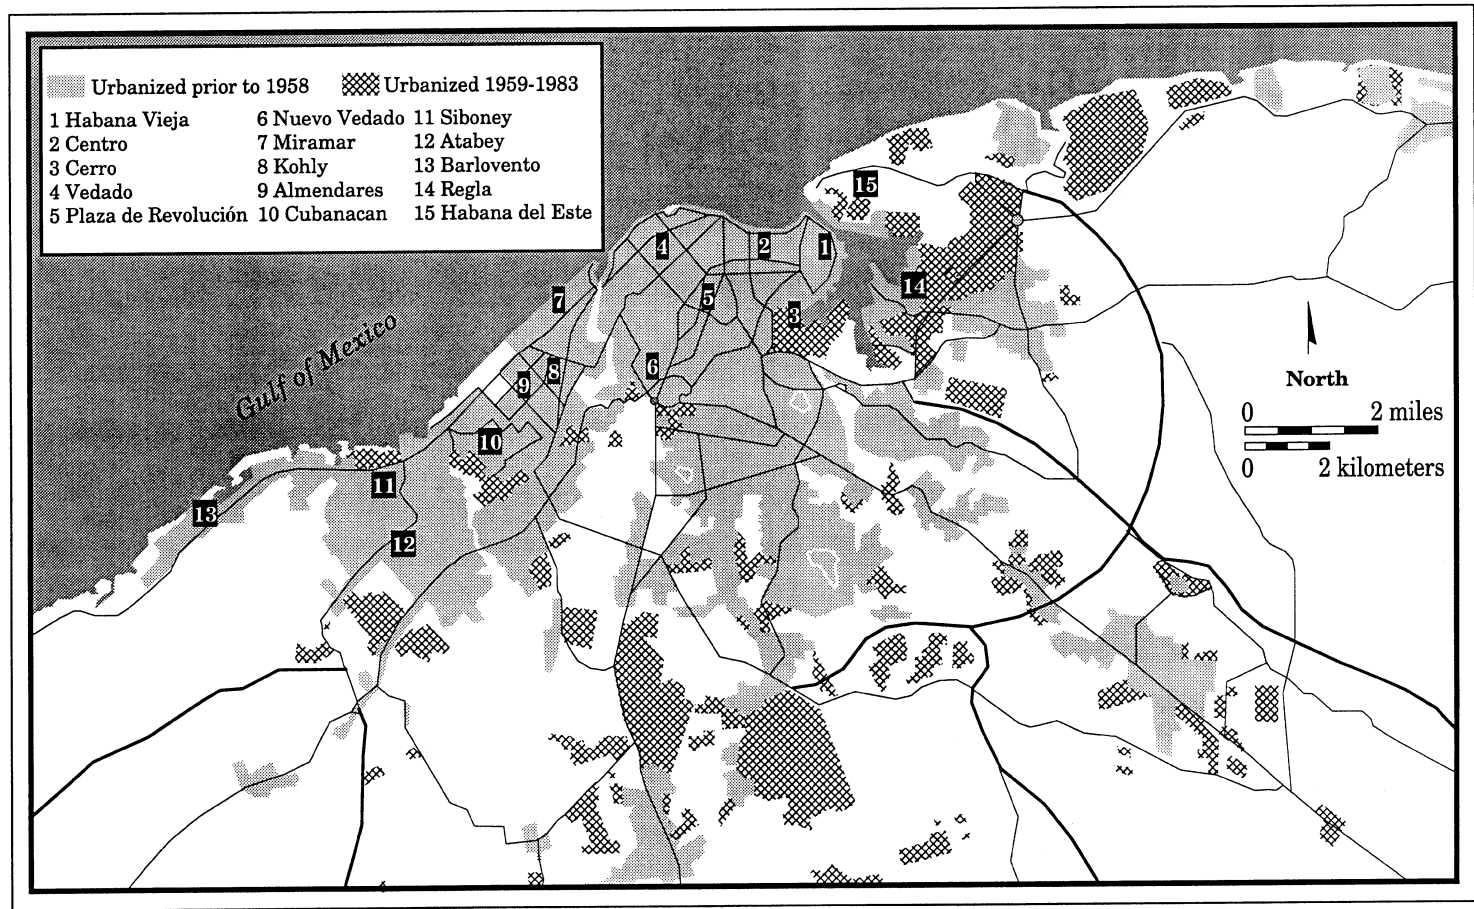 Urbanized prior to 1958 Urbanized 1959-1983
1 Habana Vieja 6 Nuevo Vedado 11 Siboney
2 Centro 7 Miramar 12 Atabey
3 Cerro 8 Kohly 13 Barlovento
4 Vedado 9 Almendares 14 Regla
5 Plaza de Revolución 10 Cubanacan 15 Habana del Este
15
4 2 1
14
7 5
3
Gulf of Mexico
6
8
9
North
0 2 miles
10
0 2 kilometers
11
13
12